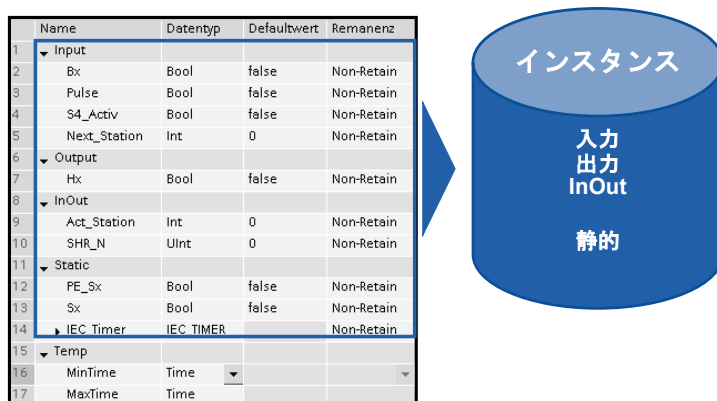 Name Datentyp Defaultwert Remanenz
1 Input
2 Bx Bool false Non-Retain
3 Pulse Bool false Non-Retain
4 S4_Activ Bool false Non-Retain
5 Next_Station Int 0 Non-Retain
6 Output
7 Hx Bool false Non-Retain
8 InOut
9 Act_Station Int 0 Non-Retain
10 SHR_N UInt 0 Non-Retain
11 Static
12 PE_Sx Bool false Non-Retain
13 Sx Bool false Non-Retain
14 IEC Timer IEC_TIMER Non-Retain
15 Temp
16 MinTime Time
17 MaxTime Time
インスタンス
入力
出力
InOut
静的